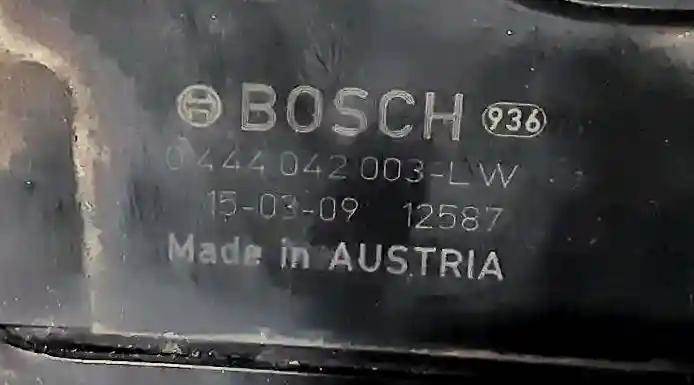 BOSCH 936
0 444 042 003-LW
15-03-09 12587
Made in AUSTRIA